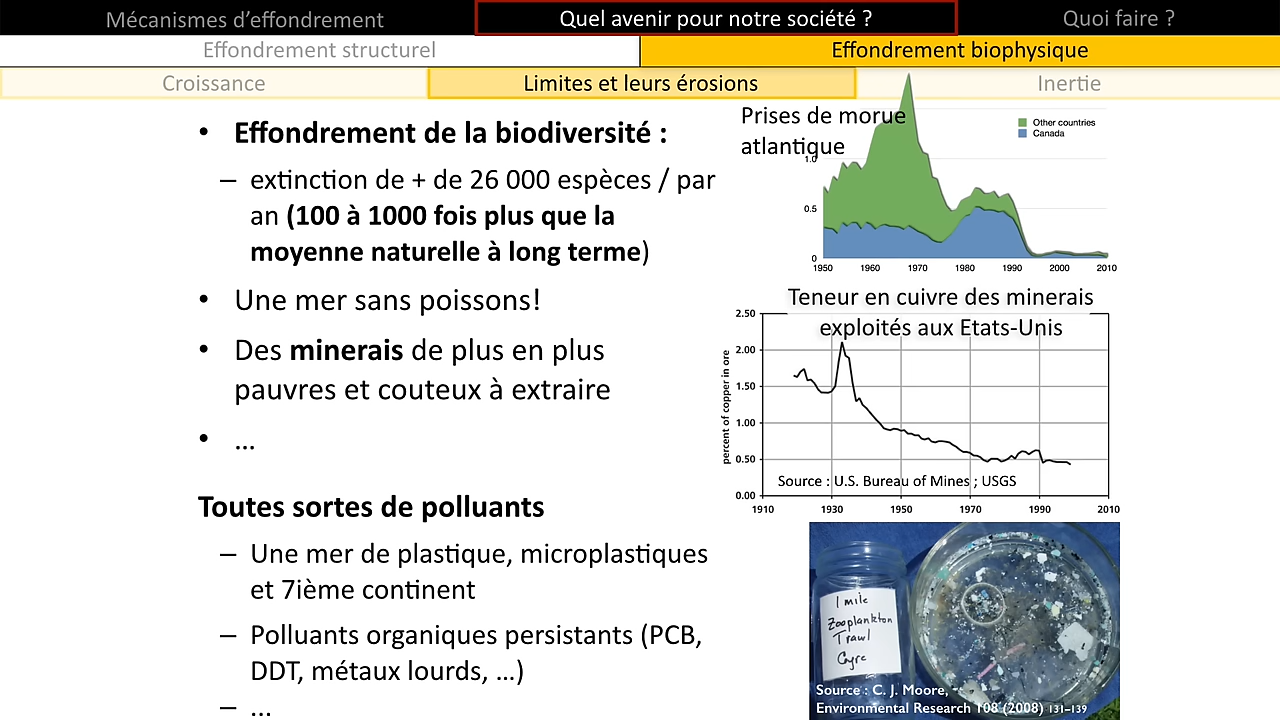 Mécanismes d'effondrement
Quel avenir pour notre société ?
Quoi faire ?
Effondrement structurel
Effondrement biophysique
Croissance
Limites et leurs érosions
Inertie
• Effondrement de la biodiversité :
– extinction de + de 26 000 espèces / par
an (100 à 1000 fois plus que la
moyenne naturelle à long terme)
• Une mer sans poissons!
• Des minerais de plus en plus
pauvres et couteux à extraire
• …
Toutes sortes de polluants
– Une mer de plastique, microplastiques
et 7ième continent
– Polluants organiques persistants (PCB,
DDT, métaux lourds, …)
– …
Prises de morue
atlantique
Other countries
Canada
1.0
0.5
0
1950 1960 1970 1980 1990 2000 2010
Teneur en cuivre des minerais
exploités aux Etats-Unis
percent of copper in ore
2.50
2.00
1.50
1.00
0.50
0.00
Source : U.S. Bureau of Mines ; USGS
1910 1930 1950 1970 1990 2010
1 mile
Zooplankton
Trawl
Gyre
Source : C. J. Moore,
Environmental Research 108 (2008) 131–139